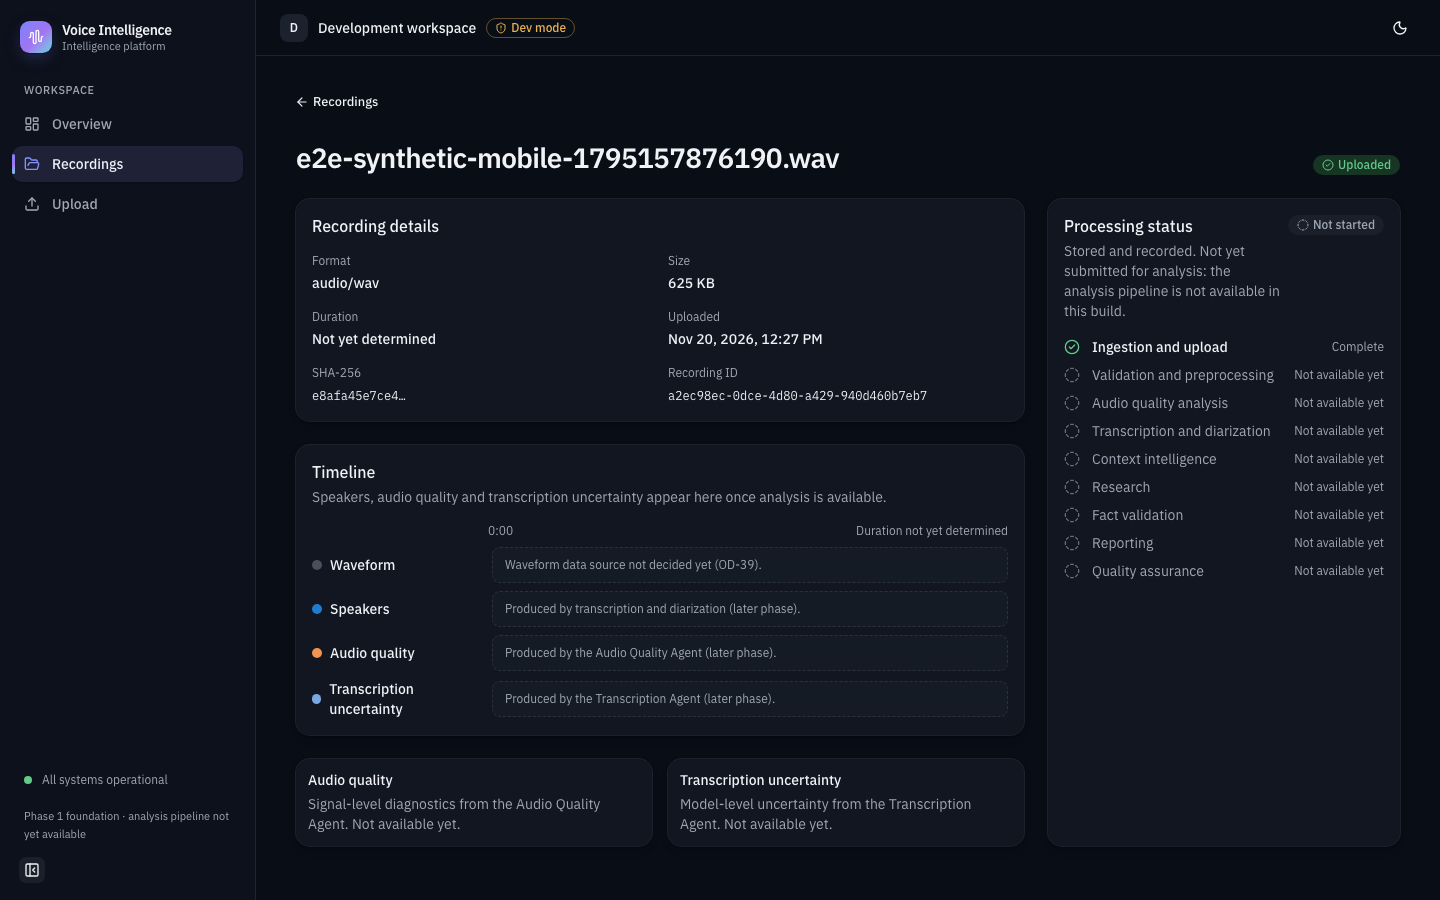 Voice Intelligence
Intelligence platform
WORKSPACE
Overview
Recordings
Upload
All systems operational
Phase 1 foundation · analysis pipeline not
yet available
D
Development workspace
Dev mode
Recordings
e2e-synthetic-mobile-1795157876190.wav
Uploaded
Recording details
Format
Size
audio/wav
625 KB
Duration
Uploaded
Not yet determined
Nov 20, 2026, 12:27 PM
SHA-256
Recording ID
e8afa45e7ce4…
a2ec98ec-0dce-4d80-a429-940d460b7eb7
Timeline
Speakers, audio quality and transcription uncertainty appear here once analysis is available.
0:00
Duration not yet determined
Waveform
Waveform data source not decided yet (OD-39).
Speakers
Produced by transcription and diarization (later phase).
Audio quality
Produced by the Audio Quality Agent (later phase).
Transcription
uncertainty
Produced by the Transcription Agent (later phase).
Audio quality
Signal-level diagnostics from the Audio Quality
Agent. Not available yet.
Transcription uncertainty
Model-level uncertainty from the Transcription
Agent. Not available yet.
Processing status
Not started
Stored and recorded. Not yet
submitted for analysis: the
analysis pipeline is not available in
this build.
Ingestion and upload Complete
Validation and preprocessing Not available yet
Audio quality analysis Not available yet
Transcription and diarization Not available yet
Context intelligence Not available yet
Research Not available yet
Fact validation Not available yet
Reporting Not available yet
Quality assurance Not available yet